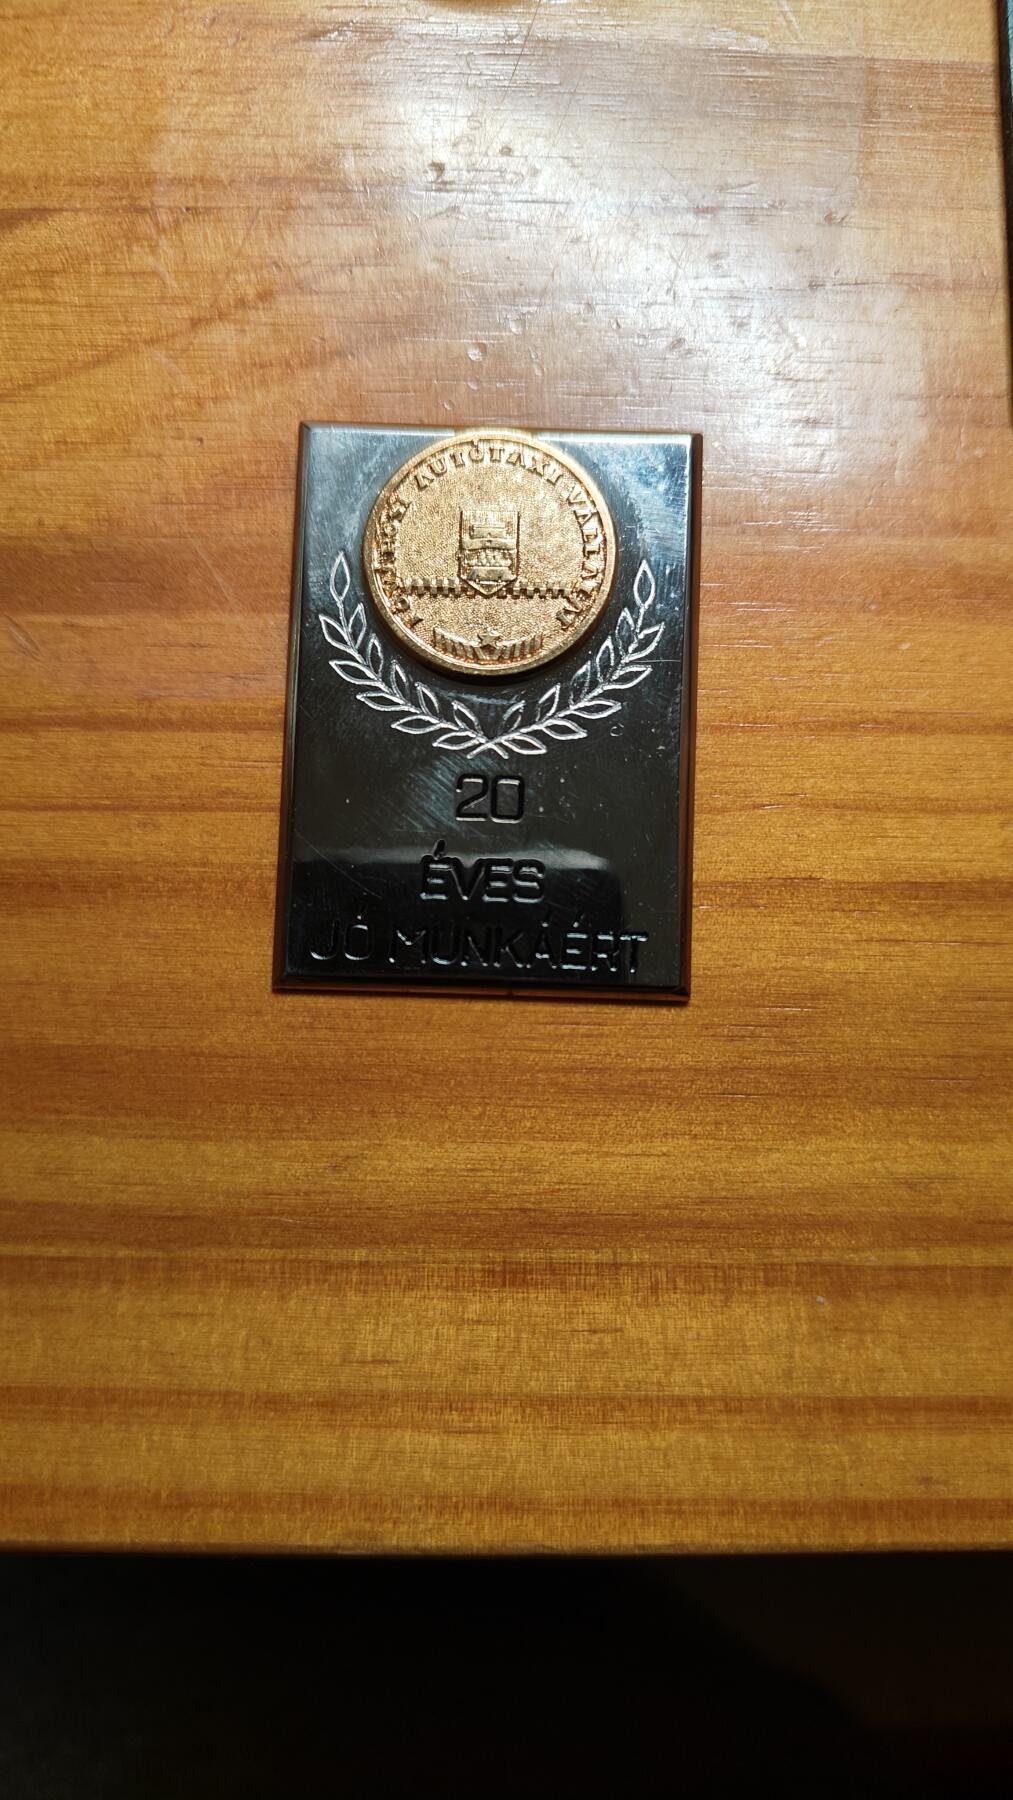 FŐVÁROSI AUTÓTAXI VÁLLALAT
20
ÉVES
JÓ MUNKÁÉRT